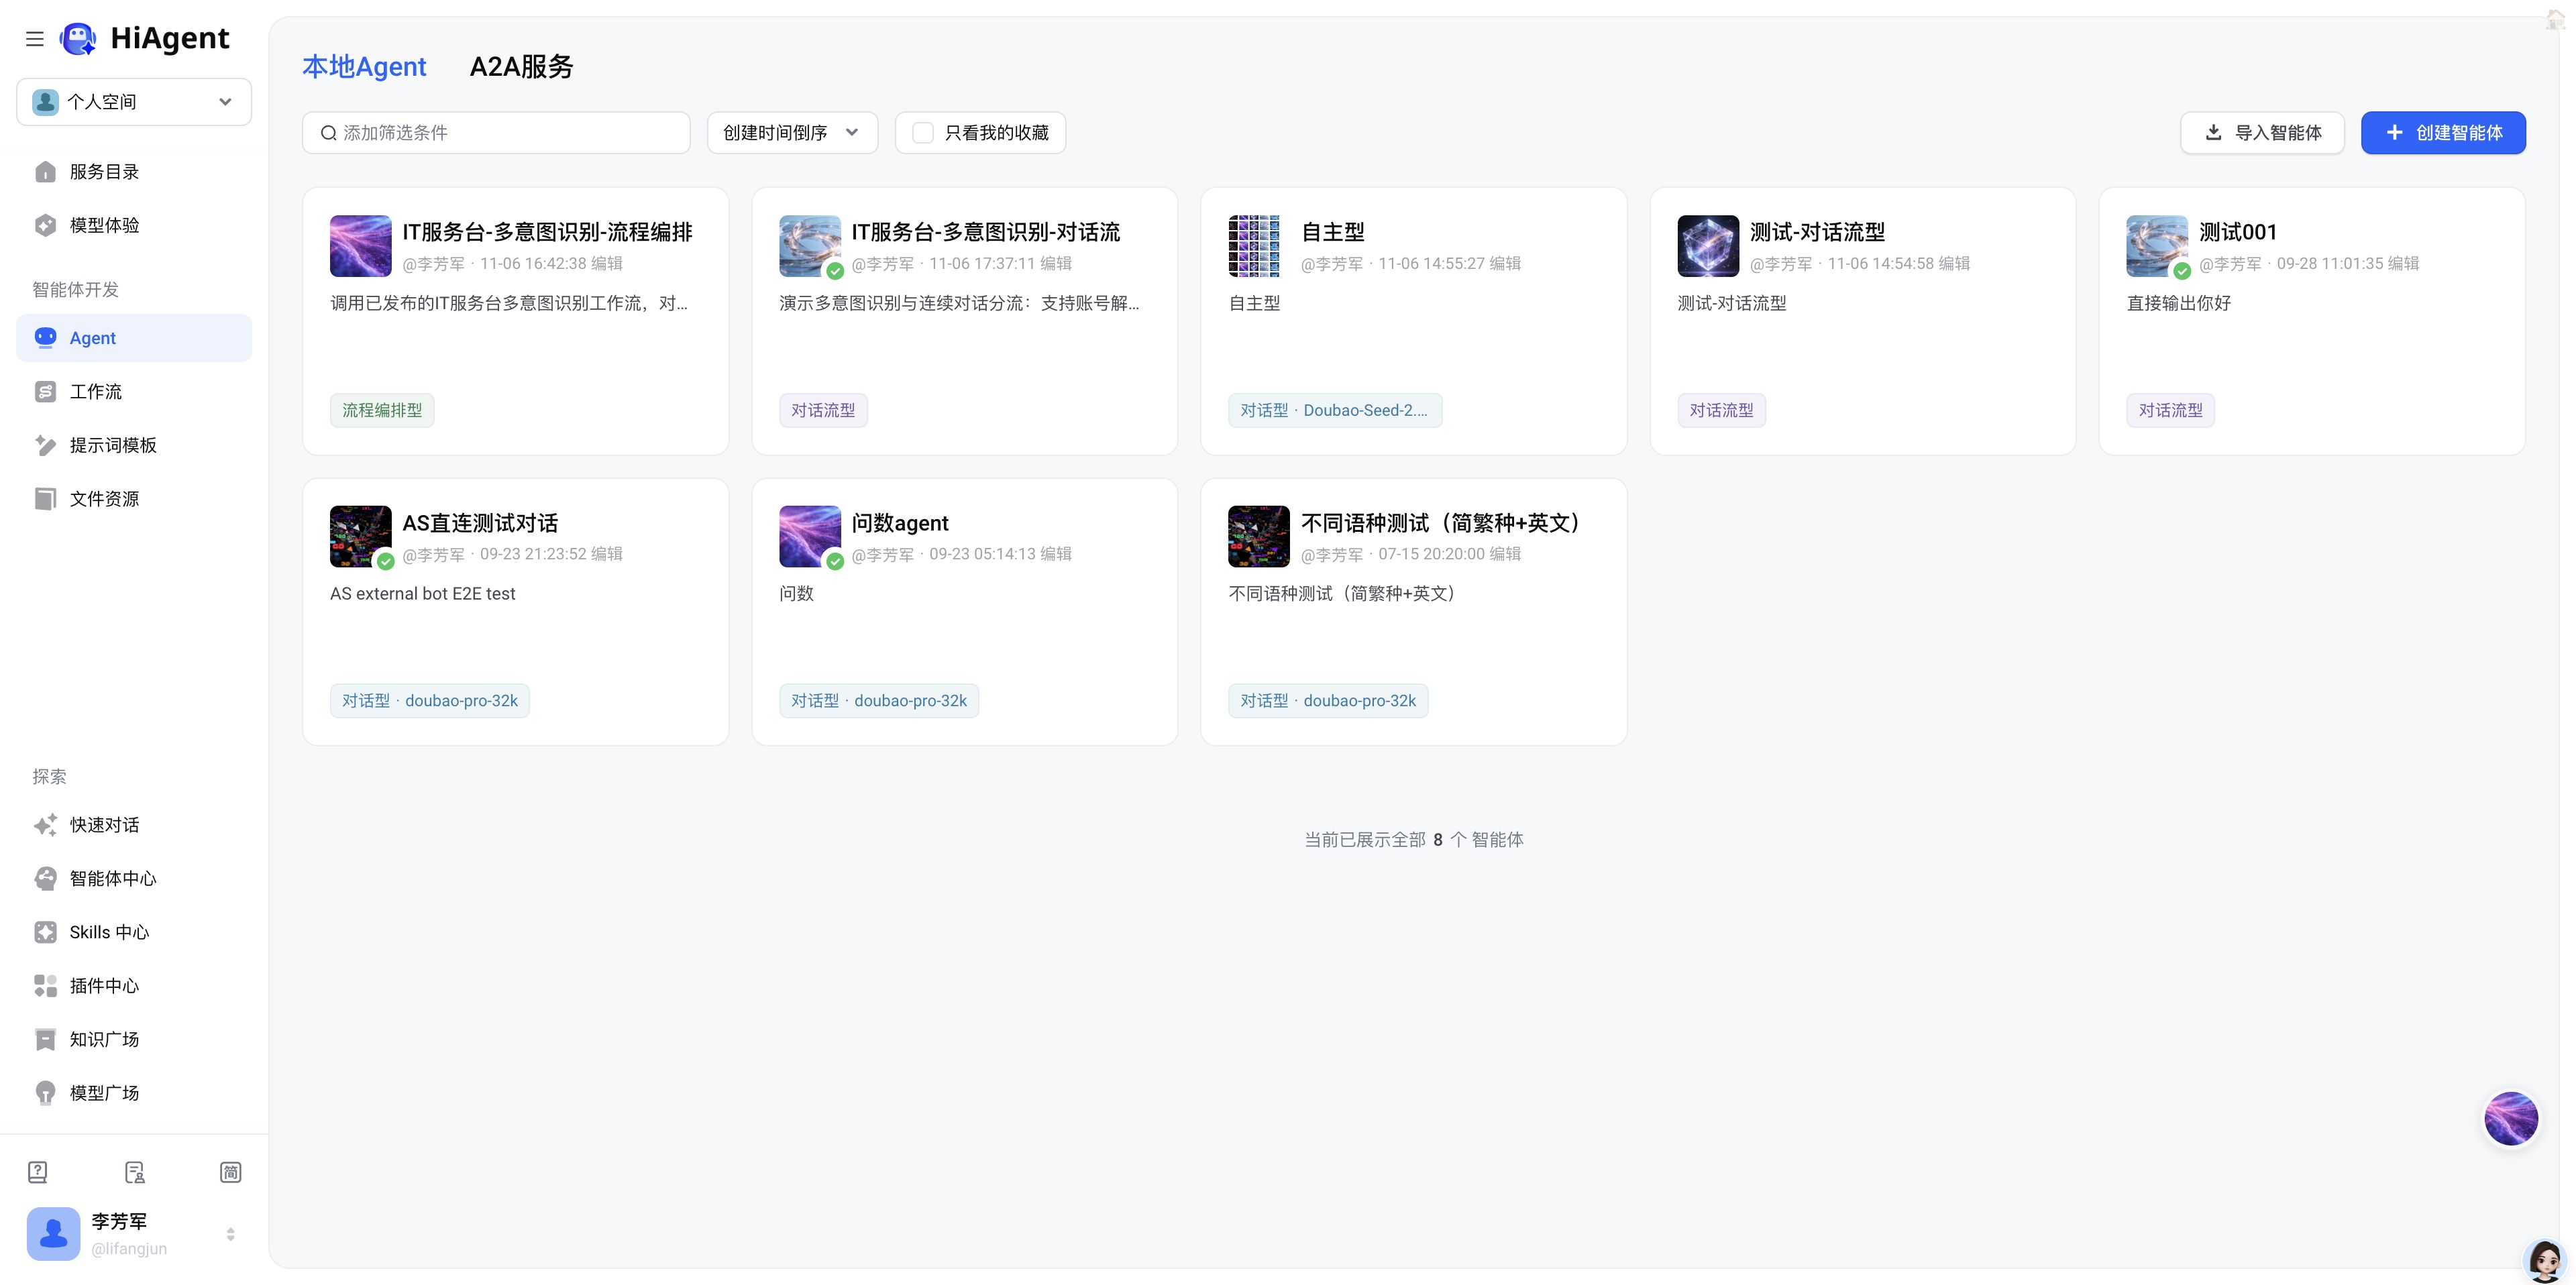 HiAgent
个人空间
服务目录
模型体验
智能体开发
Agent
工作流
提示词模板
文件资源
探索
快速对话
智能体中心
Skills 中心
插件中心
知识广场
模型广场
简
李芳军
@lifangjun
本地Agent A2A服务
添加筛选条件 创建时间倒序 只看我的收藏 导入智能体 创建智能体
IT服务台-多意图识别-流程编排
@李芳军 · 11-06 16:42:38 编辑
调用已发布的IT服务台多意图识别工作流，对...
流程编排型
IT服务台-多意图识别-对话流
@李芳军 · 11-06 17:37:11 编辑
演示多意图识别与连续对话分流：支持账号解...
对话流型
自主型
@李芳军 · 11-06 14:55:27 编辑
自主型
对话型 · Doubao-Seed-2....
测试-对话流型
@李芳军 · 11-06 14:54:58 编辑
测试-对话流型
对话流型
测试001
@李芳军 · 09-28 11:01:35 编辑
直接输出你好
对话流型
AS直连测试对话
@李芳军 · 09-23 21:23:52 编辑
AS external bot E2E test
对话型 · doubao-pro-32k
问数agent
@李芳军 · 09-23 05:14:13 编辑
问数
对话型 · doubao-pro-32k
不同语种测试（简繁种+英文）
@李芳军 · 07-15 20:20:00 编辑
不同语种测试（简繁种+英文）
对话型 · doubao-pro-32k
当前已展示全部 8 个 智能体